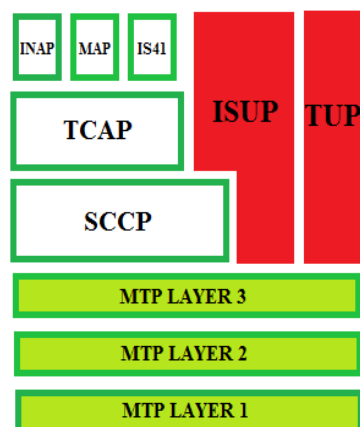 INAP MAP IS41
ISUP TUP
TCAP
SCCP
MTP LAYER 3
MTP LAYER 2
MTP LAYER 1